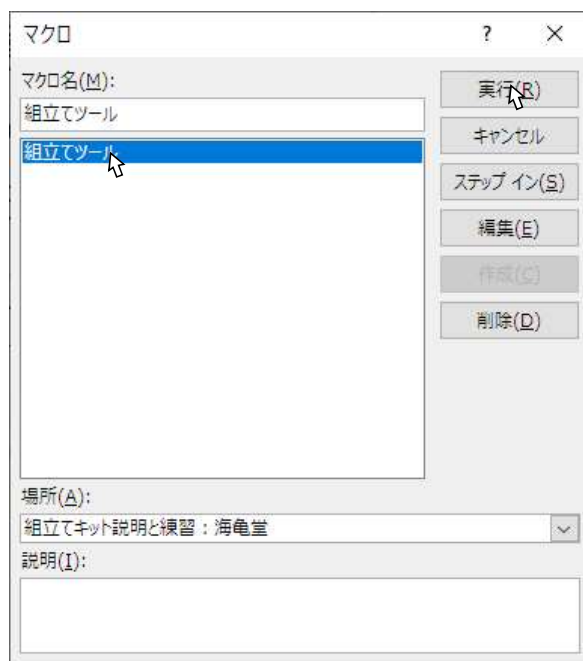 マクロ
?
マクロ名(M):
組立てツール
組立てツール
実行(R)
キャンセル
ステップ イン(S)
編集(E)
作成(C)
削除(D)
場所(A):
組立てキット説明と練習：海亀堂
説明(I):